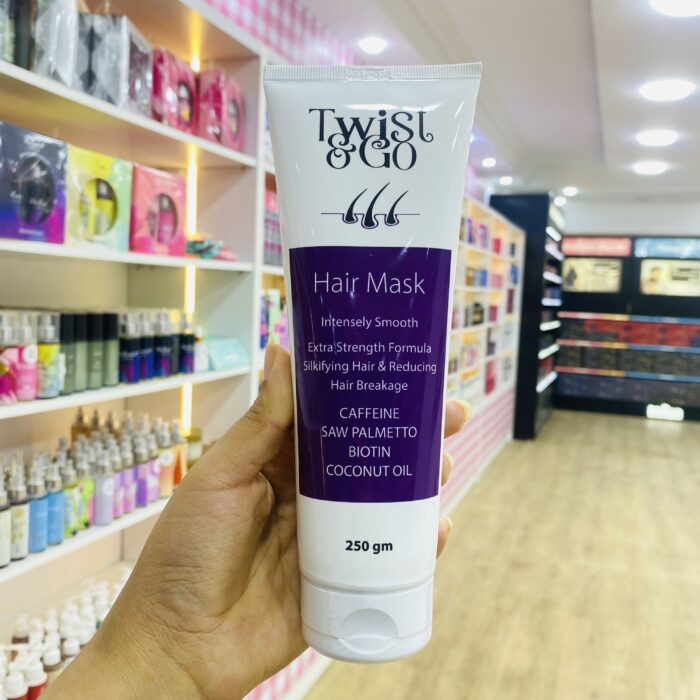 Twist
&GO
Hair Mask
Intensely Smooth
Extra Strength Formula
Silkifying Hair & Reducing
Hair Breakage
CAFFEINE
SAW PALMETTO
BIOTIN
COCONUT OIL
250 gm